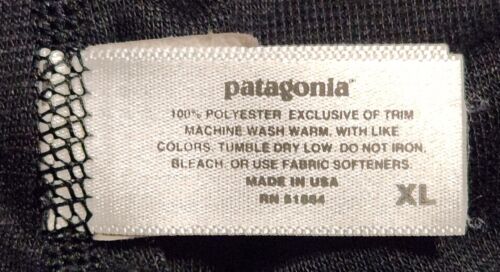 patagonia®
100% POLYESTER EXCLUSIVE OF TRIM
MACHINE WASH WARM, WITH LIKE
COLORS. TUMBLE DRY LOW. DO NOT IRON,
BLEACH, OR USE FABRIC SOFTENERS.
MADE IN USA
RN 51884
XL